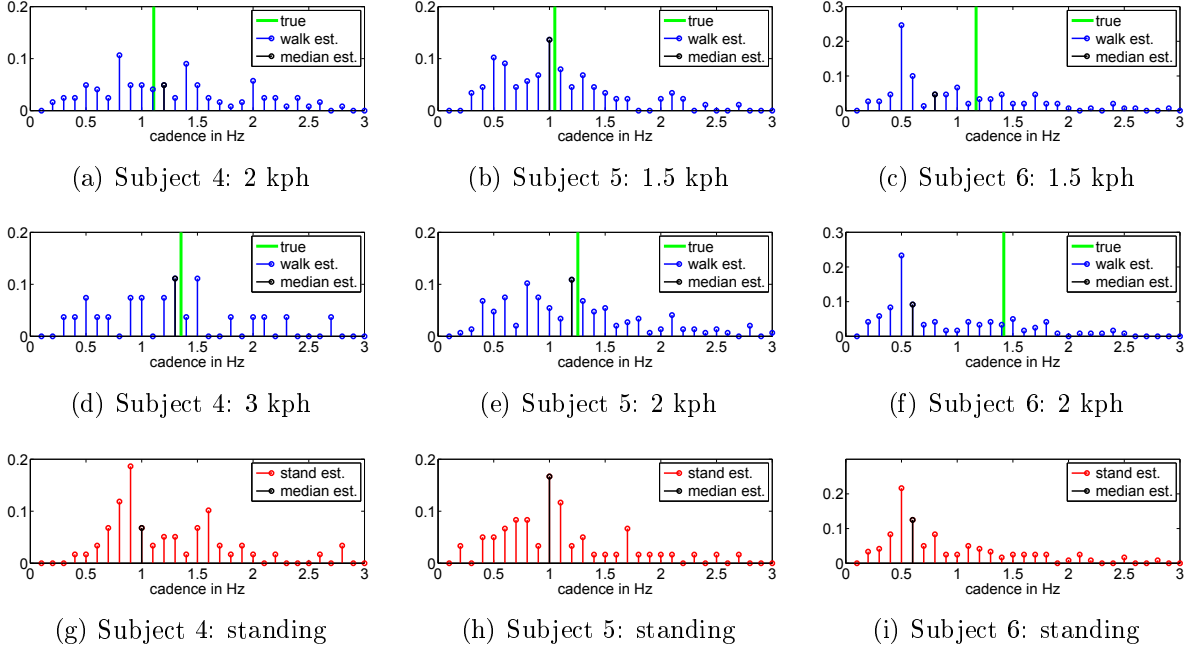 0.2
0.1
0
0 0.5 1 1.5 2 2.5 3
cadence in Hz
true
walk est.
median est.
(a) Subject 4: 2 kph
0.2
0.1
0
0 0.5 1 1.5 2 2.5 3
cadence in Hz
true
walk est.
median est.
(b) Subject 5: 1.5 kph
0.3
0.2
0.1
0
0 0.5 1 1.5 2 2.5 3
cadence in Hz
true
walk est.
median est.
(c) Subject 6: 1.5 kph
0.2
0.1
0
0 0.5 1 1.5 2 2.5 3
cadence in Hz
true
walk est.
median est.
(d) Subject 4: 3 kph
0.2
0.1
0
0 0.5 1 1.5 2 2.5 3
cadence in Hz
true
walk est.
median est.
(e) Subject 5: 2 kph
0.3
0.2
0.1
0
0 0.5 1 1.5 2 2.5 3
cadence in Hz
true
walk est.
median est.
(f) Subject 6: 2 kph
0.2
0.1
0
0 0.5 1 1.5 2 2.5 3
cadence in Hz
stand est.
median est.
(g) Subject 4: standing
0.2
0.1
0
0 0.5 1 1.5 2 2.5 3
cadence in Hz
stand est.
median est.
(h) Subject 5: standing
0.2
0.1
0
0 0.5 1 1.5 2 2.5 3
cadence in Hz
stand est.
median est.
(i) Subject 6: standing